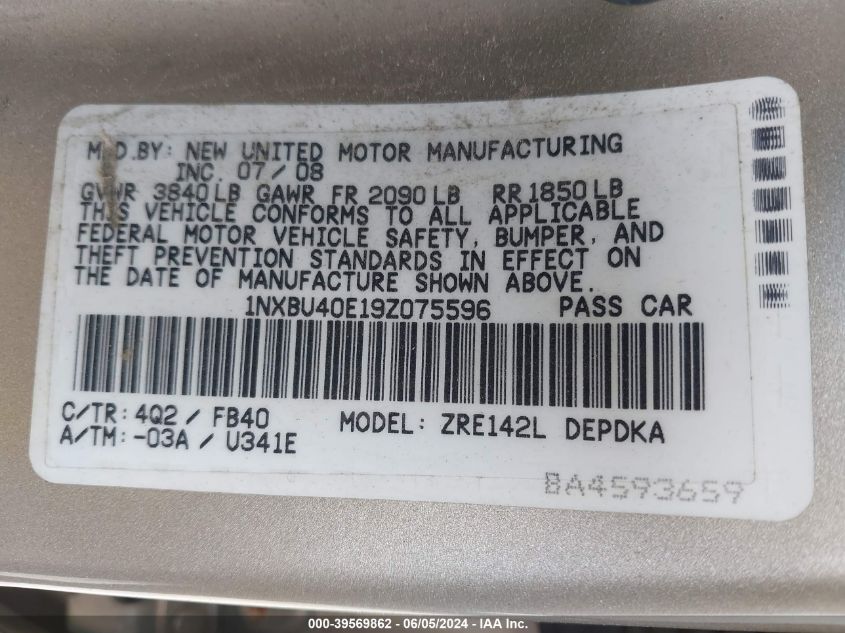 MFD.BY: NEW UNITED MOTOR MANUFACTURING
INC. 07/08
GVWR 3840LB GAWR FR 2090LB RR1850LB
THIS VEHICLE CONFORMS TO ALL APPLICABLE
FEDERAL MOTOR VEHICLE SAFETY, BUMPER, AND
THEFT PREVENTION STANDARDS IN EFFECT ON
THE DATE OF MANUFACTURE SHOWN ABOVE.
1NXBU40E19Z075596 PASS CAR
C/TR: 4Q2 / FB40 MODEL: ZRE142L DEPDKA
A/TM: -03A / U341E
BA4593659
000-39569862 - 06/05/2024 - IAA Inc.